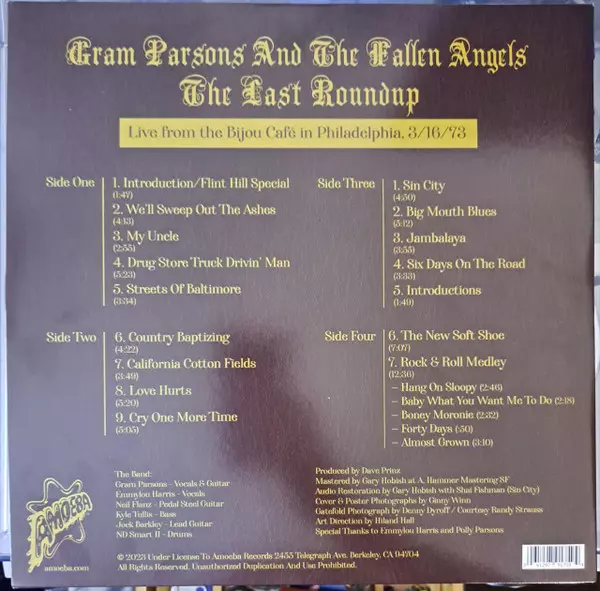 Gram Parsons And The Fallen Angels
The Last Roundup
Live from the Bijou Café in Philadelphia, 3/16/73
Side One
1. Introduction/Flint Hill Special
(1:47)
2. We'll Sweep Out The Ashes
(4:13)
3. My Uncle
(2:55)
4. Drug Store Truck Drivin' Man
(5:23)
5. Streets Of Baltimore
(3:34)
Side Two
6. Country Baptizing
(4:22)
7. California Cotton Fields
(3:49)
8. Love Hurts
(5:20)
9. Cry One More Time
(5:05)
Side Three
1. Sin City
(4:50)
2. Big Mouth Blues
(5:12)
3. Jambalaya
(3:55)
4. Six Days On The Road
(3:33)
5. Introductions
(1:49)
Side Four
6. The New Soft Shoe
(7:07)
7. Rock & Roll Medley
(12:36)
– Hang On Sloopy (2:46)
– Baby What You Want Me To Do (2:18)
– Boney Moronie (2:32)
– Forty Days (:50)
– Almost Grown (3:10)
AMOEBA
amoeba.com
The Band:
Gram Parsons - Vocals & Guitar
Emmylou Harris - Vocals
Neil Flanz - Pedal Steel Guitar
Kyle Tullis - Bass
Jock Bartley - Lead Guitar
ND Smart II - Drums
Produced by Dave Prinz
Mastered by Gary Hobish at A. Hammer Mastering SF
Audio Restoration by Gary Hobish with Shai Fishman (Sin City)
Cover & Poster Photographs by Ginny Winn
Gatefold Photograph by Danny Dyroff / Courtesy Randy Strauss
Art Direction by Hiland Hall
Special Thanks to Emmylou Harris and Polly Parsons
© 2023 Under License To Amoeba Records 2455 Telegraph Ave. Berkeley, CA 94704
All Rights Reserved. Unauthorized Duplication And Use Prohibited.